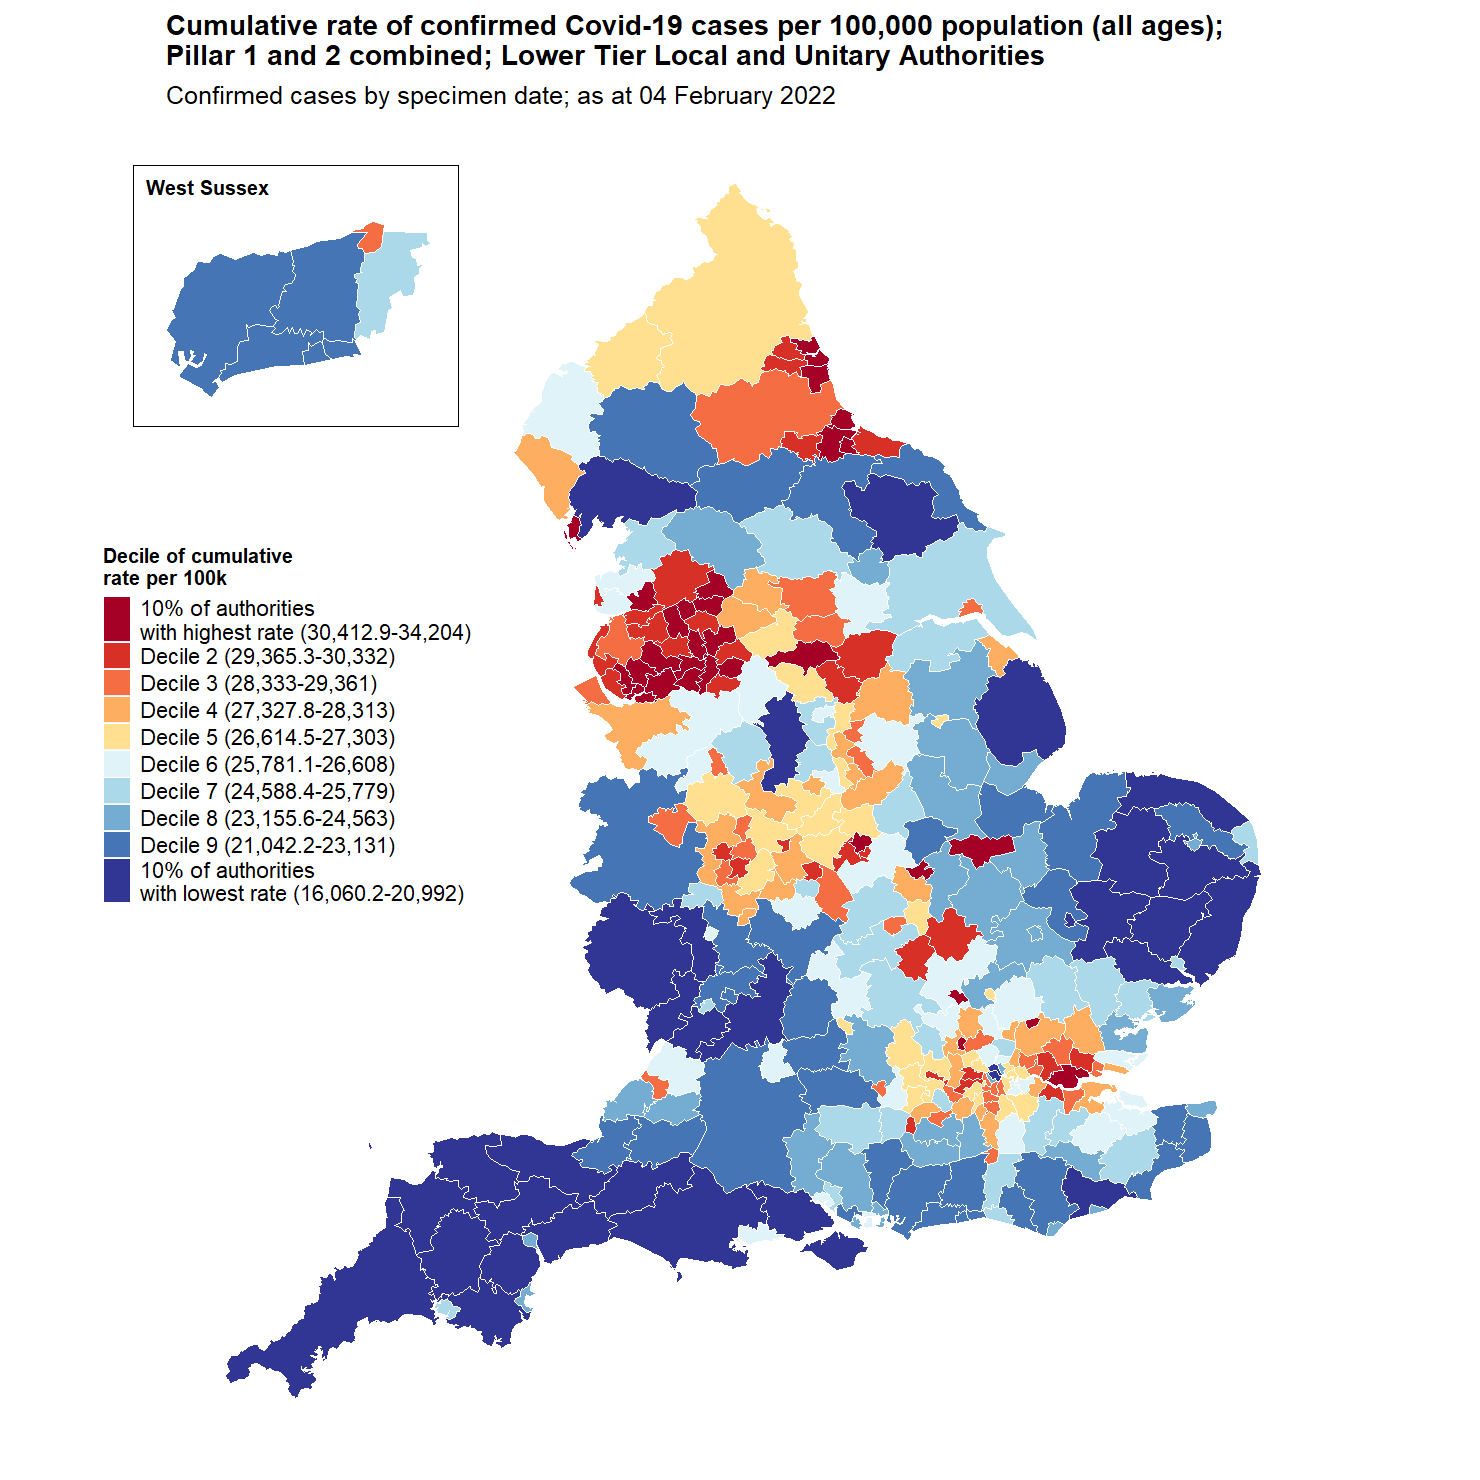 Cumulative rate of confirmed Covid-19 cases per 100,000 population (all ages);
Pillar 1 and 2 combined; Lower Tier Local and Unitary Authorities
Confirmed cases by specimen date; as at 04 February 2022
West Sussex
Decile of cumulative
rate per 100k
10% of authorities
with highest rate (30,412.9-34,204)
Decile 2 (29,365.3-30,332)
Decile 3 (28,333-29,361)
Decile 4 (27,327.8-28,313)
Decile 5 (26,614.5-27,303)
Decile 6 (25,781.1-26,608)
Decile 7 (24,588.4-25,779)
Decile 8 (23,155.6-24,563)
Decile 9 (21,042.2-23,131)
10% of authorities
with lowest rate (16,060.2-20,992)